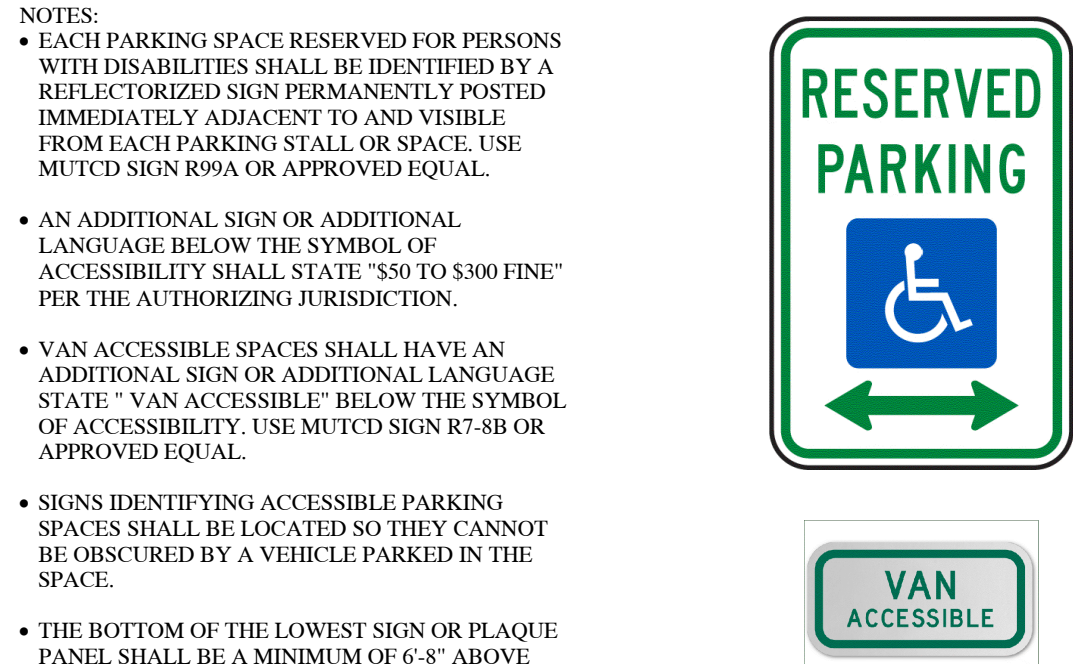 NOTES:
• EACH PARKING SPACE RESERVED FOR PERSONS
WITH DISABILITIES SHALL BE IDENTIFIED BY A
REFLECTORIZED SIGN PERMANENTLY POSTED
IMMEDIATELY ADJACENT TO AND VISIBLE
FROM EACH PARKING STALL OR SPACE. USE
MUTCD SIGN R99A OR APPROVED EQUAL.
• AN ADDITIONAL SIGN OR ADDITIONAL
LANGUAGE BELOW THE SYMBOL OF
ACCESSIBILITY SHALL STATE "$50 TO $300 FINE"
PER THE AUTHORIZING JURISDICTION.
• VAN ACCESSIBLE SPACES SHALL HAVE AN
ADDITIONAL SIGN OR ADDITIONAL LANGUAGE
STATE " VAN ACCESSIBLE" BELOW THE SYMBOL
OF ACCESSIBILITY. USE MUTCD SIGN R7-8B OR
APPROVED EQUAL.
• SIGNS IDENTIFYING ACCESSIBLE PARKING
SPACES SHALL BE LOCATED SO THEY CANNOT
BE OBSCURED BY A VEHICLE PARKED IN THE
SPACE.
• THE BOTTOM OF THE LOWEST SIGN OR PLAQUE
PANEL SHALL BE A MINIMUM OF 6'-8" ABOVE
RESERVED
PARKING
VAN
ACCESSIBLE